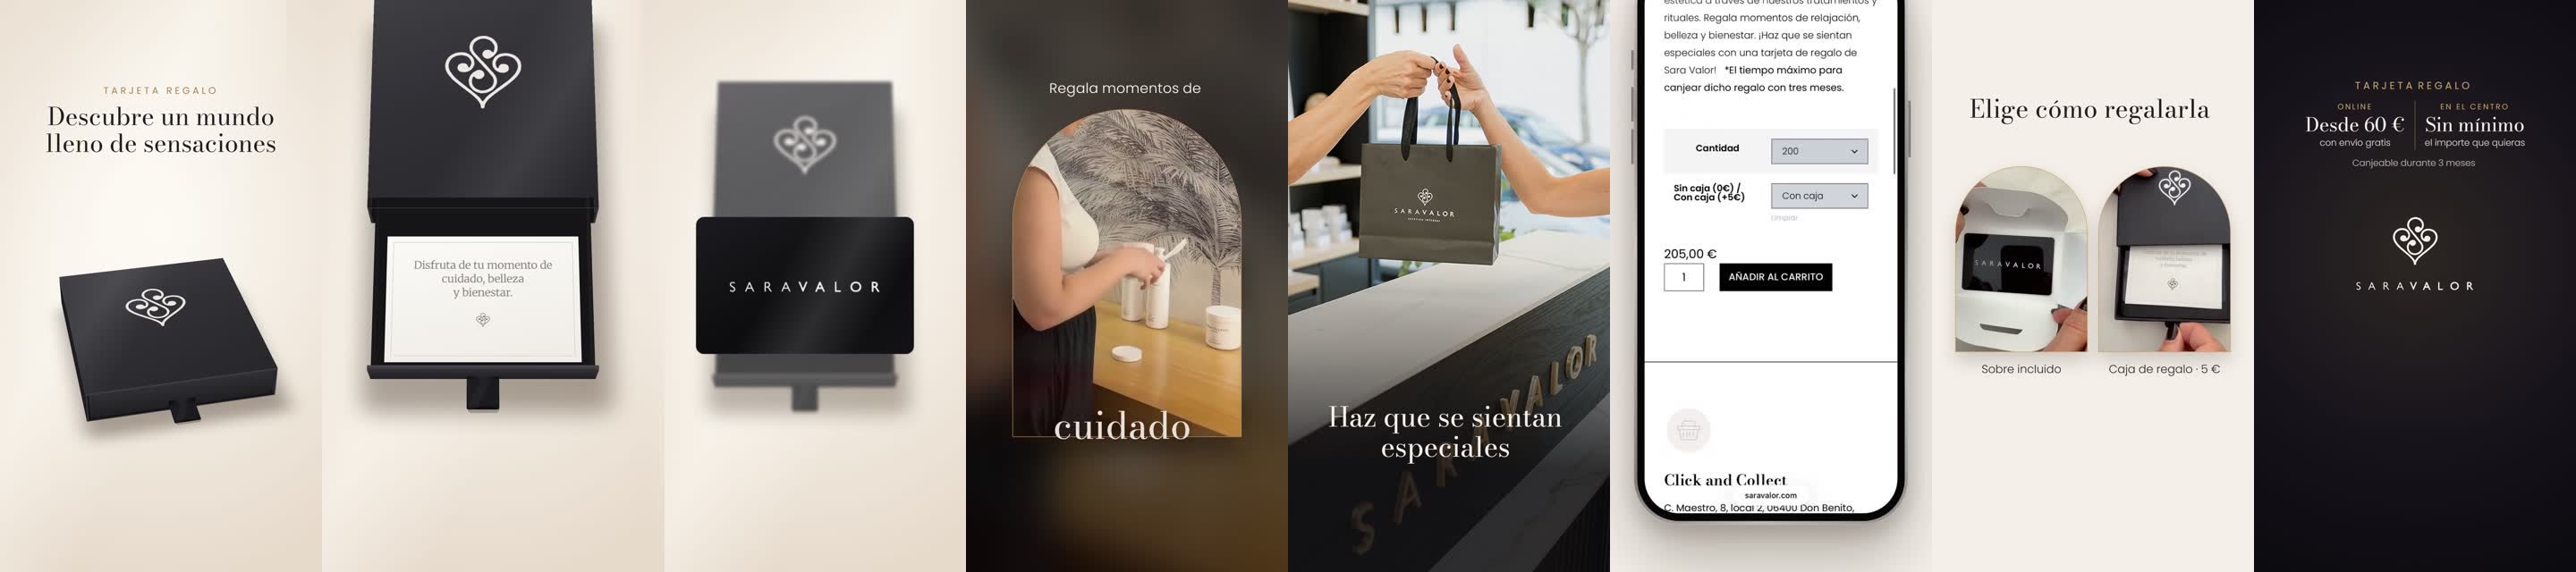 TARJETA REGALO
Descubre un mundo
lleno de sensaciones
Disfruta de tu momento de
cuidado, belleza
y bienestar.
SARAVALOR
Regala momentos de
cuidado
SARAVALOR
SARAVALOR
Haz que se sientan
especiales
estética a través de nuestros tratamientos y
rituales. Regala momentos de relajación,
belleza y bienestar. ¡Haz que se sientan
especiales con una tarjeta de regalo de
Sara Valor! *El tiempo máximo para
canjear dicho regalo con tres meses.
Cantidad
200
Sin caja (0€) /
Con caja (+5€)
Con caja
Limpiar
205,00 €
1
AÑADIR AL CARRITO
Click and Collect
saravalor.com
C. Maestro, 8, local 2, 06400 Don Benito,
Elige cómo regalarla
SARAVALOR
Sobre incluido
Caja de regalo · 5 €
TARJETA REGALO
ONLINE
Desde 60 €
con envío gratis
EN EL CENTRO
Sin mínimo
el importe que quieras
Canjeable durante 3 meses
SARAVALOR